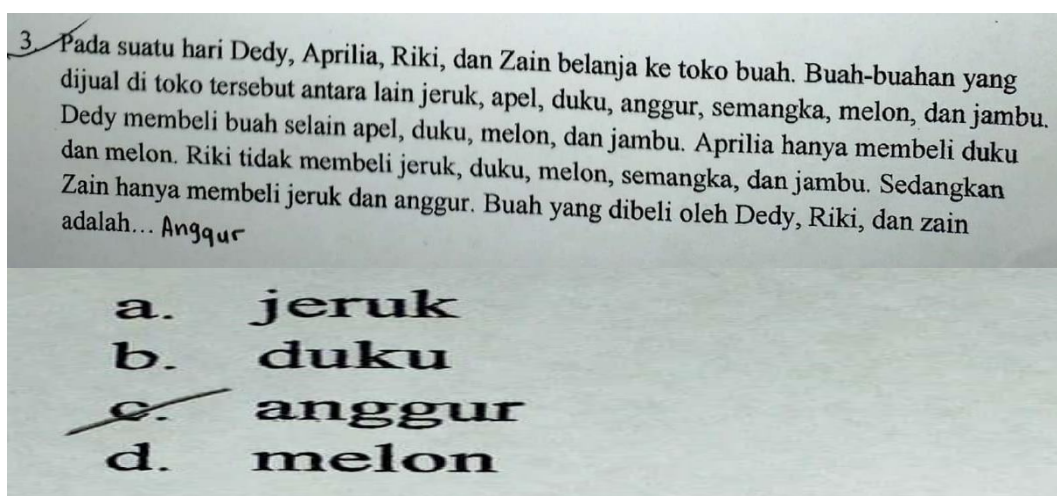 3. Pada suatu hari Dedy, Aprilia, Riki, dan Zain belanja ke toko buah. Buah-buahan yang
dijual di toko tersebut antara lain jeruk, apel, duku, anggur, semangka, melon, dan jambu.
Dedy membeli buah selain apel, duku, melon, dan jambu. Aprilia hanya membeli duku
dan melon. Riki tidak membeli jeruk, duku, melon, semangka, dan jambu. Sedangkan
Zain hanya membeli jeruk dan anggur. Buah yang dibeli oleh Dedy, Riki, dan zain
adalah... Anggur
a. jeruk
b. duku
c. anggur
d. melon